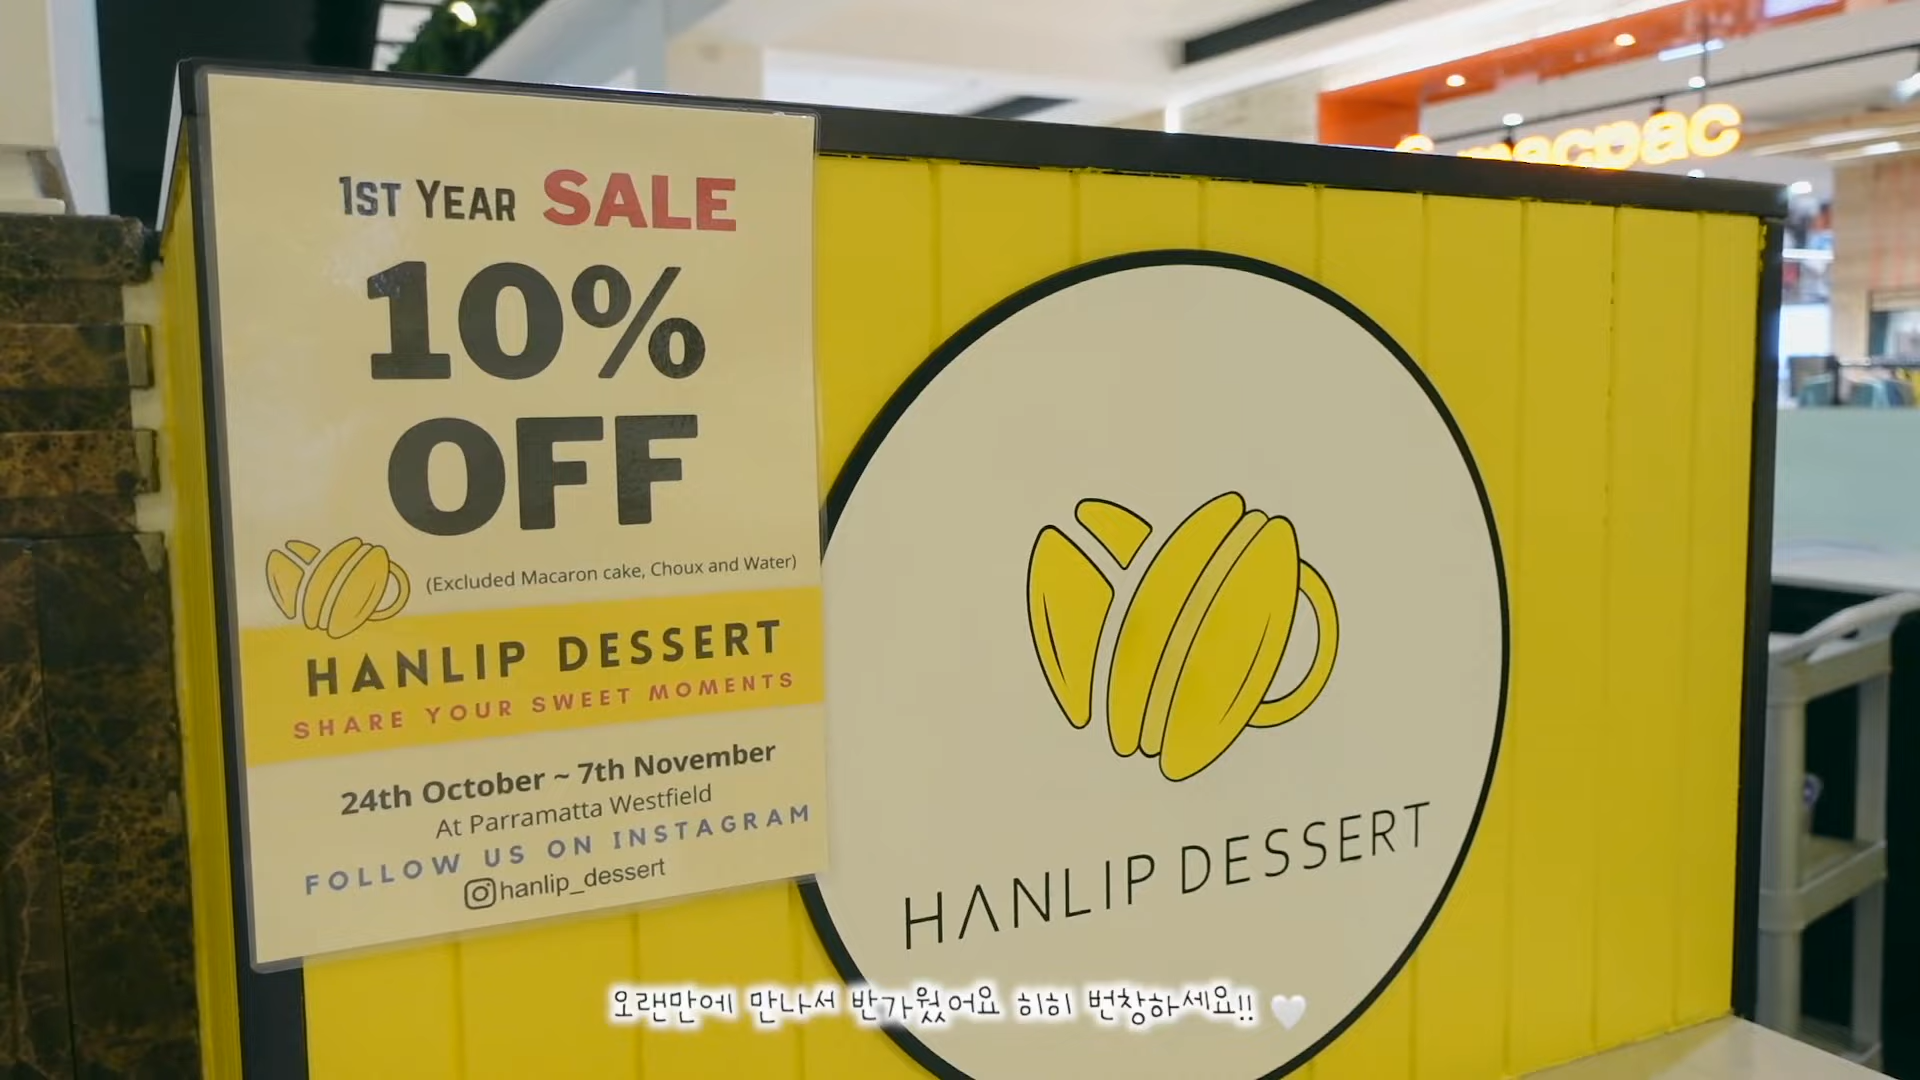 1ST YEAR SALE
10%
OFF
(Excluded Macaron cake, Choux and Water)
HANLIP DESSERT
SHARE YOUR SWEET MOMENTS
24th October ~ 7th November
At Parramatta Westfield
FOLLOW US ON INSTAGRAM
hanlip_dessert
HANLIP DESSERT
macpac
오랜만에 만나서 반가웠어요 히히 번창하세요!! 🤍